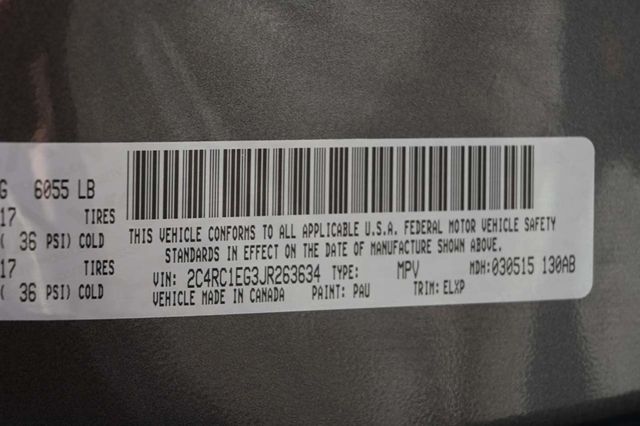 G 6055 LB
17 TIRES
( 36 PSI) COLD
17 TIRES
( 36 PSI) COLD
THIS VEHICLE CONFORMS TO ALL APPLICABLE U.S.A. FEDERAL MOTOR VEHICLE SAFETY
STANDARDS IN EFFECT ON THE DATE OF MANUFACTURE SHOWN ABOVE.
VIN: 2C4RC1EG3JR263634 TYPE: MPV MDH:030515 130AB
VEHICLE MADE IN CANADA PAINT: PAU TRIM: ELXP